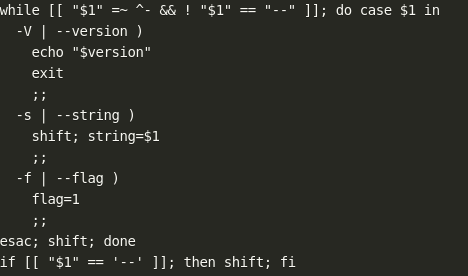 while [[ "$1" =~ ^- && ! "$1" == "--" ]]; do case $1 in
  -V | --version )
    echo "$version"
    exit
    ;;
  -s | --string )
    shift; string=$1
    ;;
  -f | --flag )
    flag=1
    ;;
esac; shift; done
if [[ "$1" == '--' ]]; then shift; fi